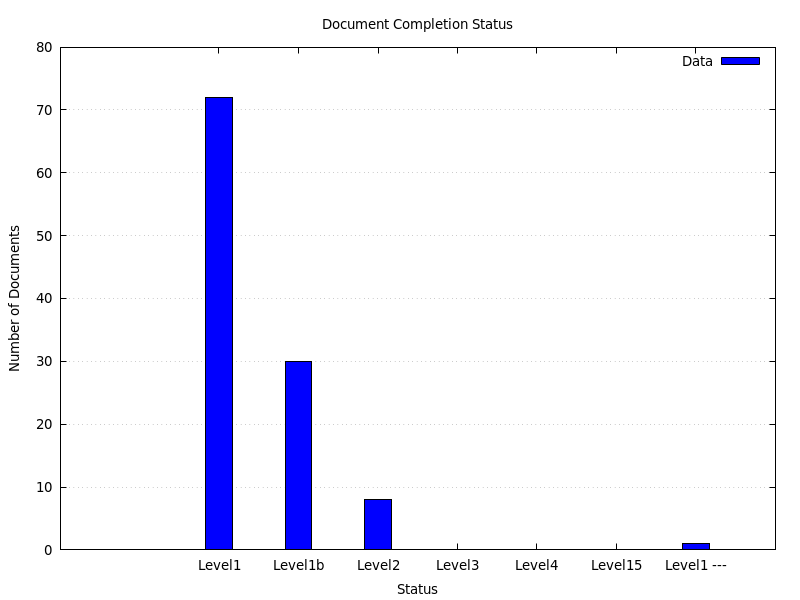 Document Completion Status
Data
80
70
60
50
40
30
20
10
0
Number of Documents
Level1 Level1b Level2 Level3 Level4 Level15 Level1 ---
Status